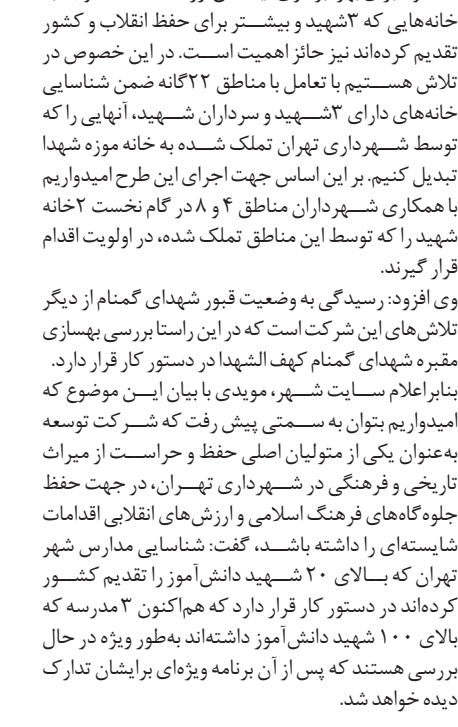 خانه‌هایی که ۳شهید و بیشتر برای حفظ انقلاب و کشور
تقدیم کرده‌اند نیز حائز اهمیت است. در این خصوص در
تلاش هستیم با تعامل با مناطق ۲۲گانه ضمن شناسایی
خانه‌های دارای ۳شهید و سرداران شهید، آنهایی را که
توسط شهرداری تهران تملک شده به خانه موزه شهدا
تبدیل کنیم. بر این اساس جهت اجرای این طرح امیدواریم
با همکاری شهرداران مناطق ۴ و ۸ در گام نخست ۲خانه
شهید را که توسط این مناطق تملک شده، در اولویت اقدام
قرار گیرند.
وی افزود: رسیدگی به وضعیت قبور شهدای گمنام از دیگر
تلاش‌های این شرکت است که در این راستا بررسی بهسازی
مقبره شهدای گمنام کهف الشهدا در دستور کار قرار دارد.
بنابراعلام سایت شهر، مویدی با بیان این موضوع که
امیدواریم بتوان به سمتی پیش رفت که شرکت توسعه
به‌عنوان یکی از متولیان اصلی حفظ و حراست از میراث
تاریخی و فرهنگی در شهرداری تهران، در جهت حفظ
جلوه گاه‌های فرهنگ اسلامی و ارزش‌های انقلابی اقدامات
شایسته‌ای را داشته باشد، گفت: شناسایی مدارس شهر
تهران که بالای ۲۰ شهید دانش‌آموز را تقدیم کشور
کرده‌اند در دستور کار قرار دارد که هم‌اکنون ۳ مدرسه که
بالای ۱۰۰ شهید دانش‌آموز داشته‌اند به‌طور ویژه در حال
بررسی هستند که پس از آن برنامه ویژه‌ای برایشان تدارک
دیده خواهد شد.